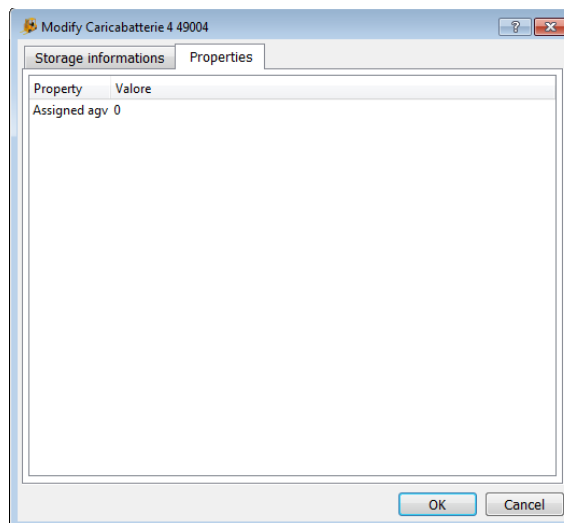 Modify Caricabatterie 4 49004
Storage informations Properties
Property Valore
Assigned agv 0
OK Cancel